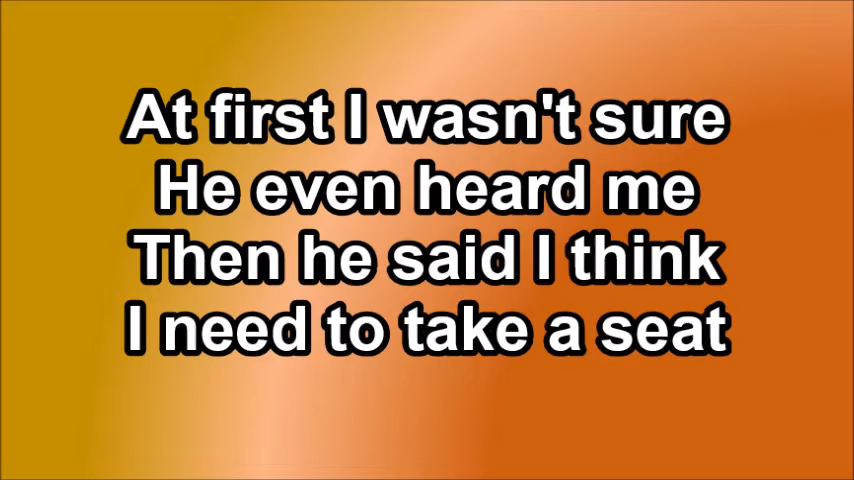 At first I wasn't sure
He even heard me
Then he said I think
I need to take a seat